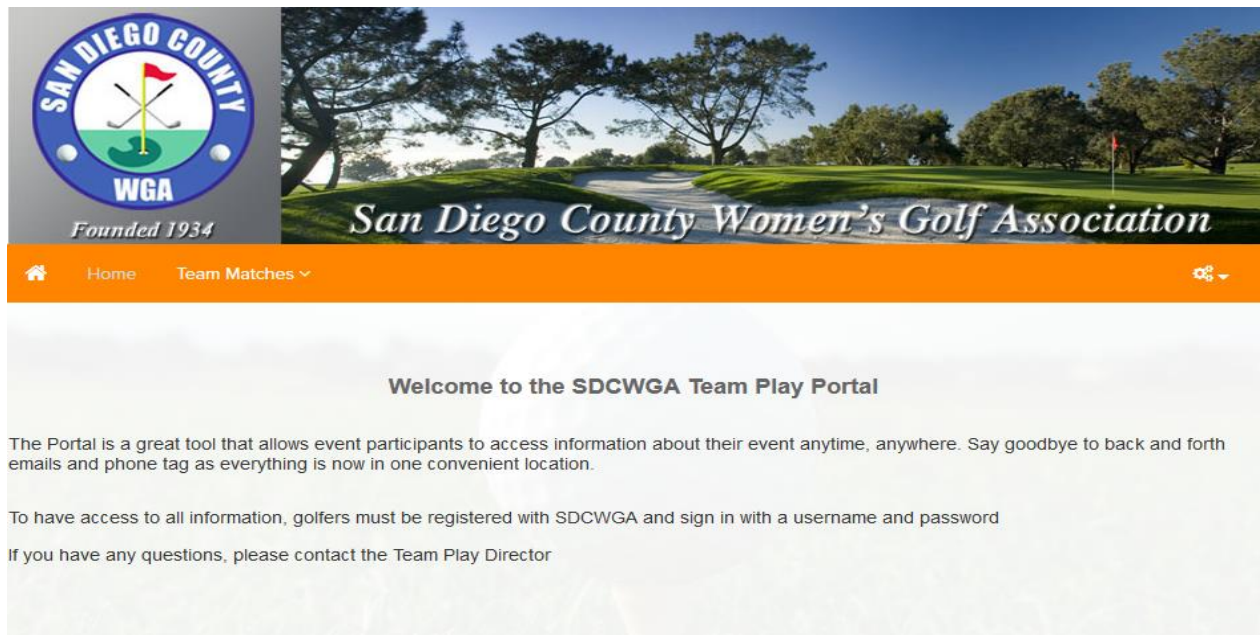 SAN DIEGO COUNTY
WGA
Founded 1934
San Diego County Women's Golf Association
Home Team Matches
Welcome to the SDCWGA Team Play Portal
The Portal is a great tool that allows event participants to access information about their event anytime, anywhere. Say goodbye to back and forth
emails and phone tag as everything is now in one convenient location.
To have access to all information, golfers must be registered with SDCWGA and sign in with a username and password
If you have any questions, please contact the Team Play Director